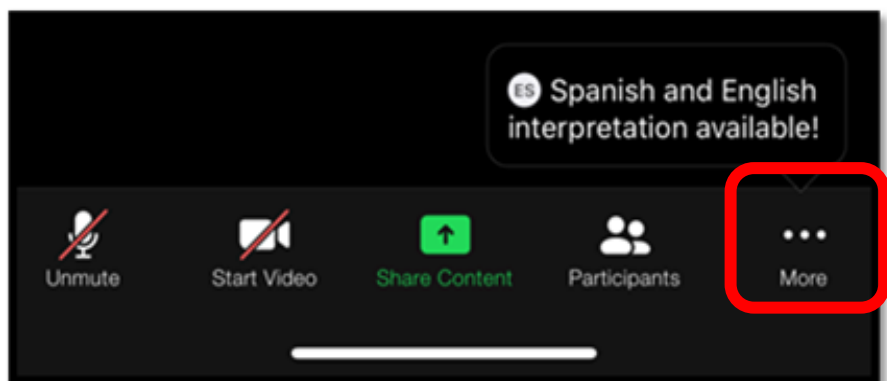 ES Spanish and English
interpretation available!
Unmute
Start Video
Share Content
Participants
More